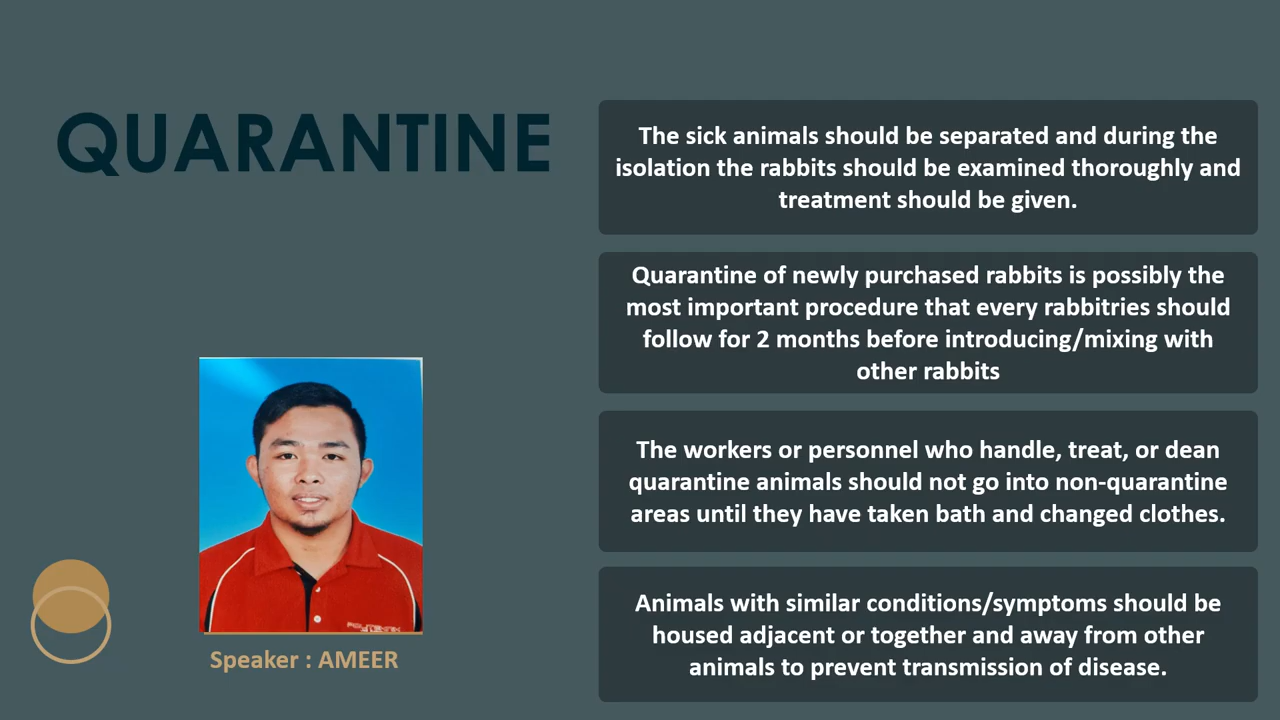 QUARANTINE
The sick animals should be separated and during the
isolation the rabbits should be examined thoroughly and
treatment should be given.
Quarantine of newly purchased rabbits is possibly the
most important procedure that every rabbitries should
follow for 2 months before introducing/mixing with
other rabbits
The workers or personnel who handle, treat, or dean
quarantine animals should not go into non-quarantine
areas until they have taken bath and changed clothes.
Animals with similar conditions/symptoms should be
housed adjacent or together and away from other
animals to prevent transmission of disease.
Speaker : AMEER